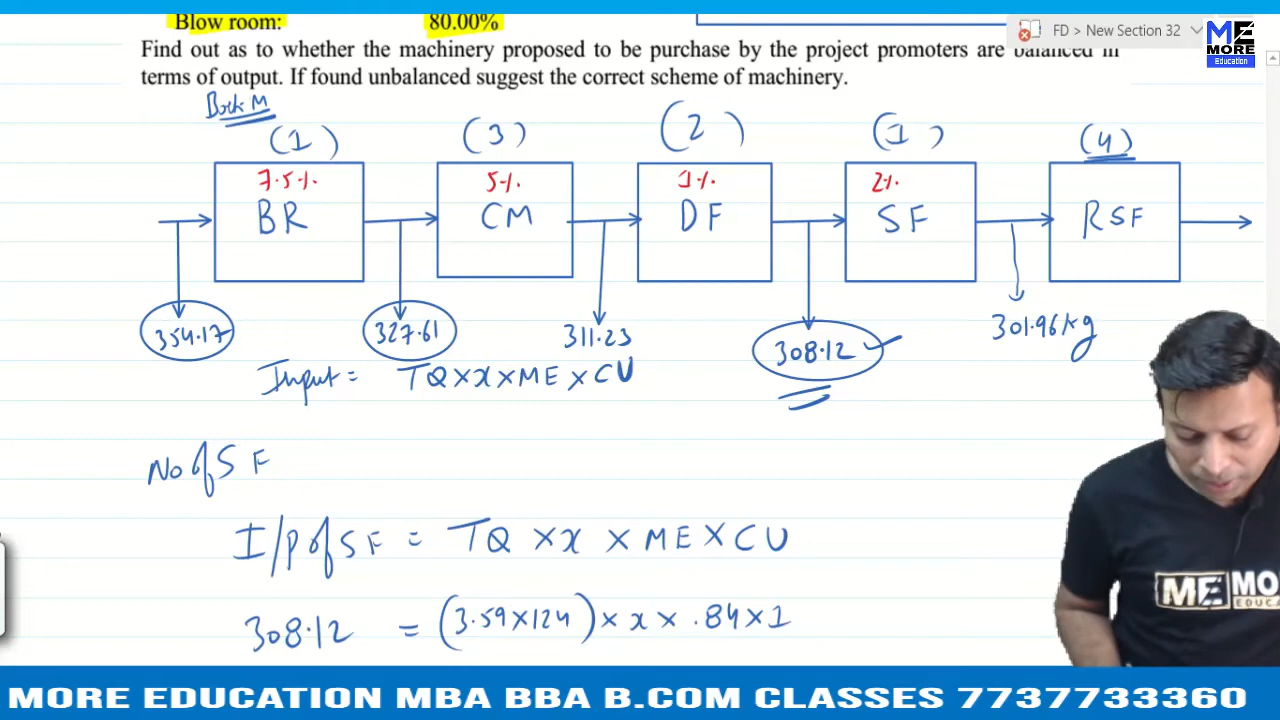 Blow room: 80.00%
FD > New Section 32
ME
MORE
Education
Find out as to whether the machinery proposed to be purchase by the project promoters are balanced in
terms of output. If found unbalanced suggest the correct scheme of machinery.
Back M
(1) (3) (2) (1) (4)
7.5% 5% 1% 2%
BR CM DF SF RSF
354.17 327.61 311.23 308.12 301.96 kg
Input = TQ × x × ME × CU
No of SF
I/P of SF = TQ × x × ME × CU
308.12 = (3.59 × 124) × x × .84 × 1
ME MO
EDUCA
MORE EDUCATION MBA BBA B.COM CLASSES 7737733360